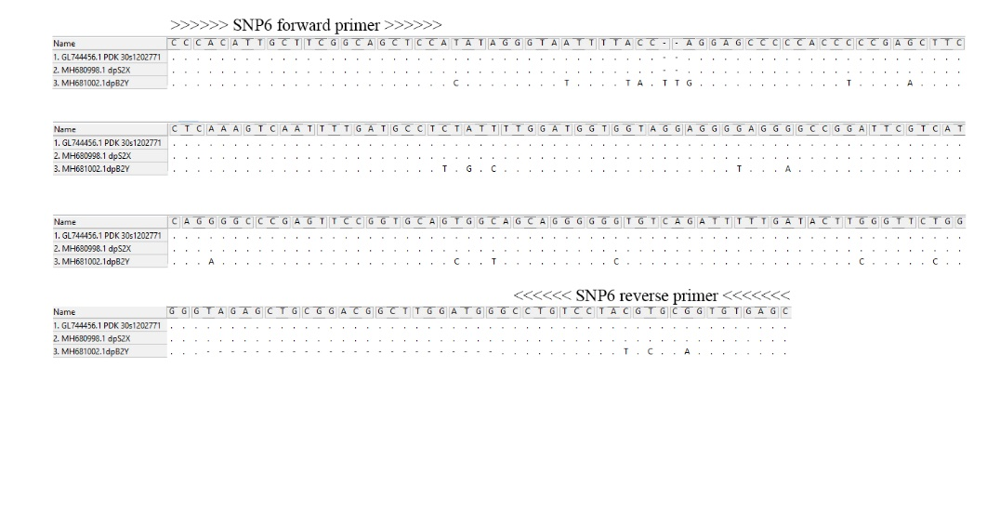 >>>>>> SNP6 forward primer >>>>>>
Name C C C A C A T T G C T T C G G C A G C T C C A T A T A G G G T A A T T T T A C C - - A G G A G C C C C C A C C C C C G A G C T T C
1. GL744456.1 PDK 30s1202771 . . . . . . . . . . . . . . . . . . . . . . . . . . . . . . . . . . . . . . . . - - . . . . . . . . . . . . . . . . . . . . . . .
2. MH680998.1 dpS2X . . . . . . . . . . . . . . . . . . . . . . . . . . . . . . . . . . . . . . . . - - . . . . . . . . . . . . . . . . . . . . . . .
3. MH681002.1dpB2Y . . . . . . . . . . . . . . . . . . . . . . . C . . . . . . . . T . . . . T A . T T G . . . . . . . . . . . . T . . . . A . . . .
Name C T C A A A G T C A A T T T T G A T G C C T C T A T T T T G G A T G G T G G T A G G A G G G G A G G G G C C G G A T T C G T C A T
1. GL744456.1 PDK 30s1202771 . . . . . . . . . . . . . . . . . . . . . . . . . . . . . . . . . . . . . . . . . . . . . . . . . . . . . . . . . . . . . . . . .
2. MH680998.1 dpS2X . . . . . . . . . . . . . . . . . . . . . . . . . . . . . . . . . . . . . . . . . . . . . . . . . . . . . . . . . . . . . . . . .
3. MH681002.1dpB2Y . . . . . . . . . . . . . . . . . . . . . . T . G . C . . . . . . . . . . . . . . . . . . . T . . . A . . . . . . . . . . . . . .
Name C A G G G G C C C G A G T T C C G G T G C A G T G G C A G C A G G G G G G T G T C A G A T T T T T G A T A C T T G G G T T C T G G
1. GL744456.1 PDK 30s1202771 . . . . . . . . . . . . . . . . . . . . . . . . . . . . . . . . . . . . . . . . . . . . . . . . . . . . . . . . . . . . . . . . .
2. MH680998.1 dpS2X . . . . . . . . . . . . . . . . . . . . . . . . . . . . . . . . . . . . . . . . . . . . . . . . . . . . . . . . . . . . . . . . .
3. MH681002.1dpB2Y . . . A . . . . . . . . . . . . . . . . . . . C . . T . . . . . . . . . C . . . . . . . . . . . . . . . . . . . C . . . . . C . .
<<<<<< SNP6 reverse primer <<<<<<<
Name G G G T A G A G C T G C G G A C G G C T T G G A T G G G C C T G T C C T A C G T G C G G T G T G A G C
1. GL744456.1 PDK 30s1202771 . . . . . . . . . . . . . . . . . . . . . . . . . . . . . . . . . . . . . . . . . . . . . . . . . . .
2. MH680998.1 dpS2X . . . . . . . . . . . . . . . . . . . . . . . . . . . . . . . . . . . . . . . . . . . . . . . . . . .
3. MH681002.1dpB2Y . . . - - - - - - - - - - - - - - - - - - - - - - - - . . . . . . . . . . T . C . . A . . . . . . . .